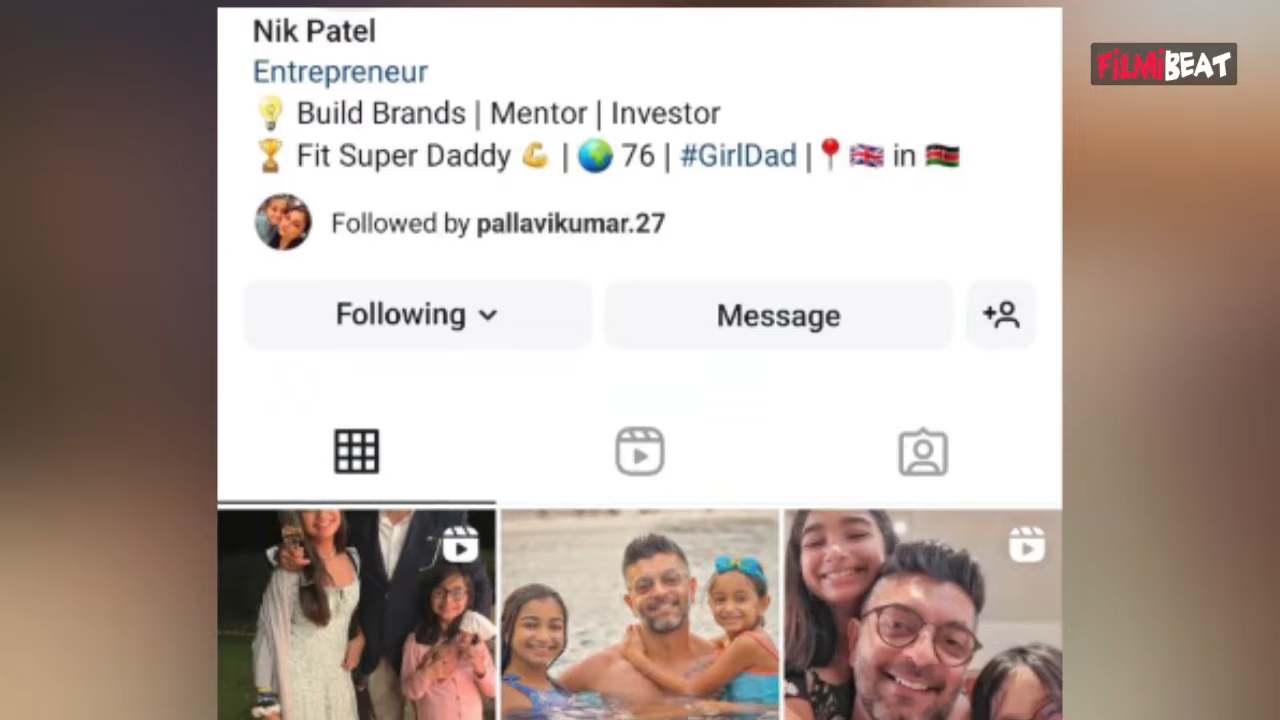 Nik Patel
FILMIBEAT
Entrepreneur
💡 Build Brands | Mentor | Investor
🏆 Fit Super Daddy 💪 | 🌍 76 | #GirlDad | 📍 🇬🇧 in 🇰🇪
Followed by pallavikumar.27
Following
Message